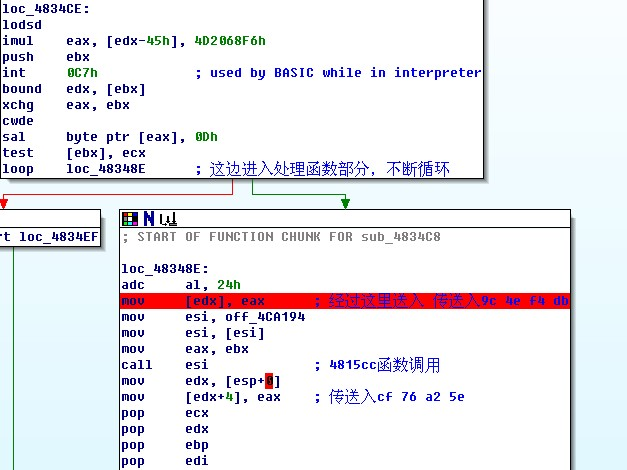 loc_4834CE:
lodsd
imul eax, [edx-45h], 4D2068F6h
push ebx
int 0C7h ; used by BASIC while in interpreter
bound edx, [ebx]
xchg eax, ebx
cwde
sal byte ptr [eax], 0Dh
test [ebx], ecx
loop loc_48348E ; 这边进入处理函数部分，不断循环
rt loc_4834EF
; START OF FUNCTION CHUNK FOR sub_4834C8
loc_48348E:
adc al, 24h
mov [edx], eax ; 经过这里送入 传送入9c 4e f4 db
mov esi, off_4CA194
mov esi, [esi]
mov eax, ebx
call esi ; 4815cc函数调用
mov edx, [esp+0]
mov [edx+4], eax ; 传送入cf 76 a2 5e
pop ecx
pop edx
pop ebp
pop edi